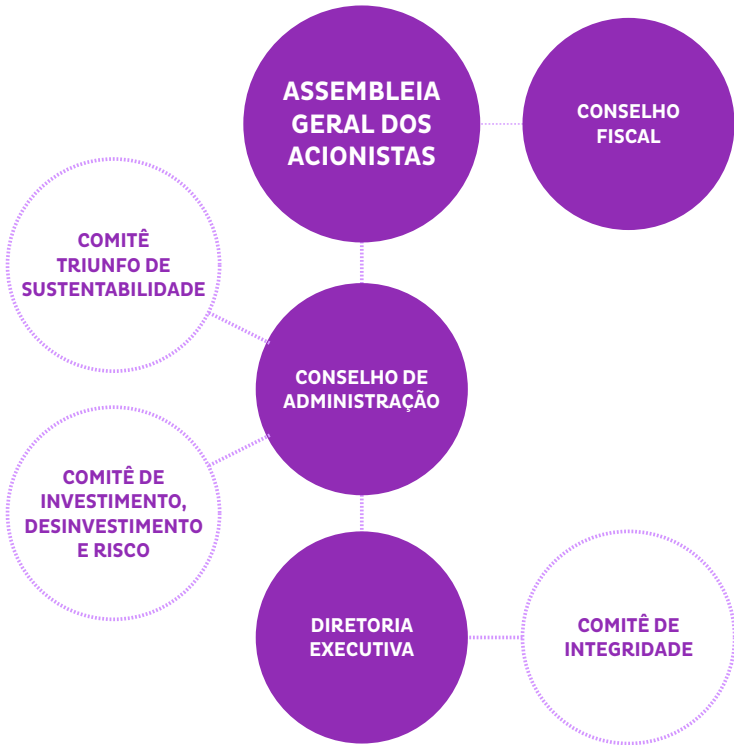 ASSEMBLEIA
GERAL DOS
ACIONISTAS
CONSELHO
FISCAL
COMITÊ
TRIUNFO DE
SUSTENTABILIDADE
CONSELHO DE
ADMINISTRAÇÃO
COMITÊ DE
INVESTIMENTO,
DESINVESTIMENTO
E RISCO
DIRETORIA
EXECUTIVA
COMITÊ DE
INTEGRIDADE